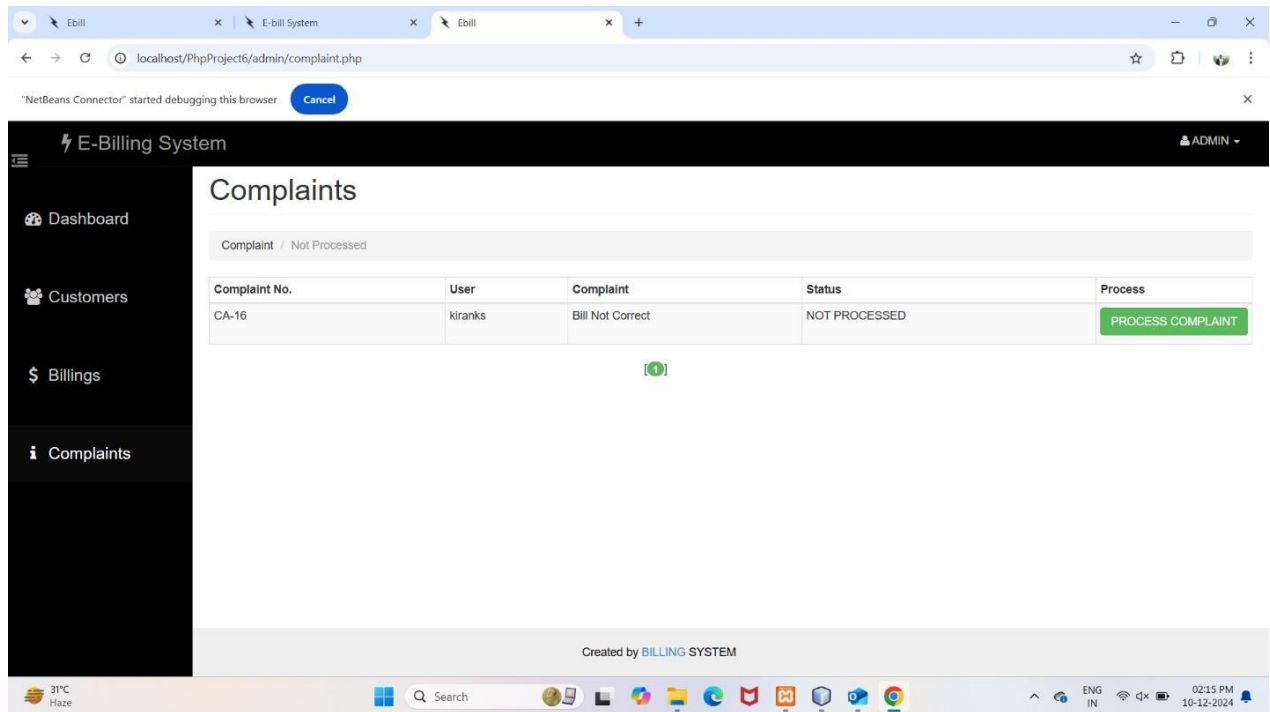 Ebill
E-bill System
Ebill
localhost/PhpProject6/admin/complaint.php
"NetBeans Connector" started debugging this browser Cancel
E-Billing System
ADMIN
Complaints
Dashboard
Complaint / Not Processed
Customers
Complaint No. User Complaint Status Process
CA-16 kiranks Bill Not Correct NOT PROCESSED PROCESS COMPLAINT
[1]
$ Billings
Complaints
Created by BILLING SYSTEM
31°C
Haze
Search
ENG
IN
02:15 PM
10-12-2024